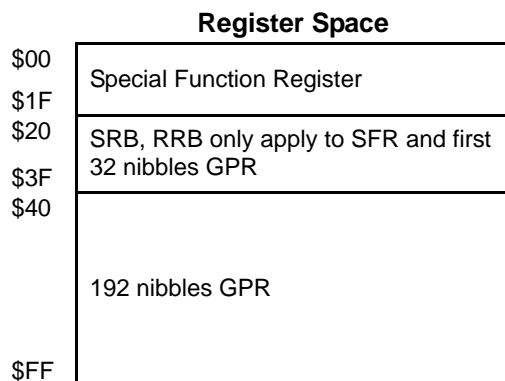 Register Space
$00
Special Function Register
$1F
$20
SRB, RRB only apply to SFR and first
32 nibbles GPR
$3F
$40
192 nibbles GPR
$FF